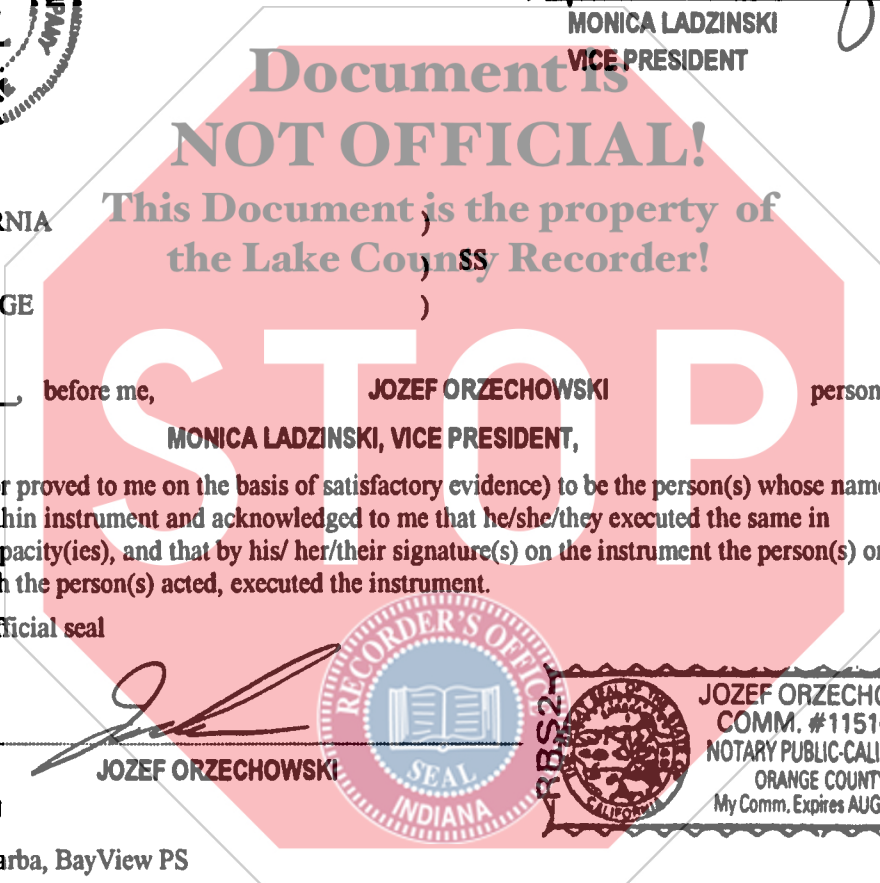 MONICA LADZINSKI
VICE PRESIDENT
Document is
NOT OFFICIAL!
This Document is the property of
the Lake County Recorder!
RNIA )
) SS
GE )
, before me, JOZEF ORZECHOWSKI person
MONICA LADZINSKI, VICE PRESIDENT,
r proved to me on the basis of satisfactory evidence) to be the person(s) whose name
hin instrument and acknowledged to me that he/she/they executed the same in
pacity(ies), and that by his/ her/their signature(s) on the instrument the person(s) or
h the person(s) acted, executed the instrument.
ficial seal
STOP
JOZEF ORZECHOWSKI
RECORDER'S OFFICE
SEAL
INDIANA
RBS2
JOZEF ORZECHO
COMM. #1151
NOTARY PUBLIC-CALI
ORANGE COUNTY
My Comm. Expires AUG
CALIFORNIA
arba, BayView PS